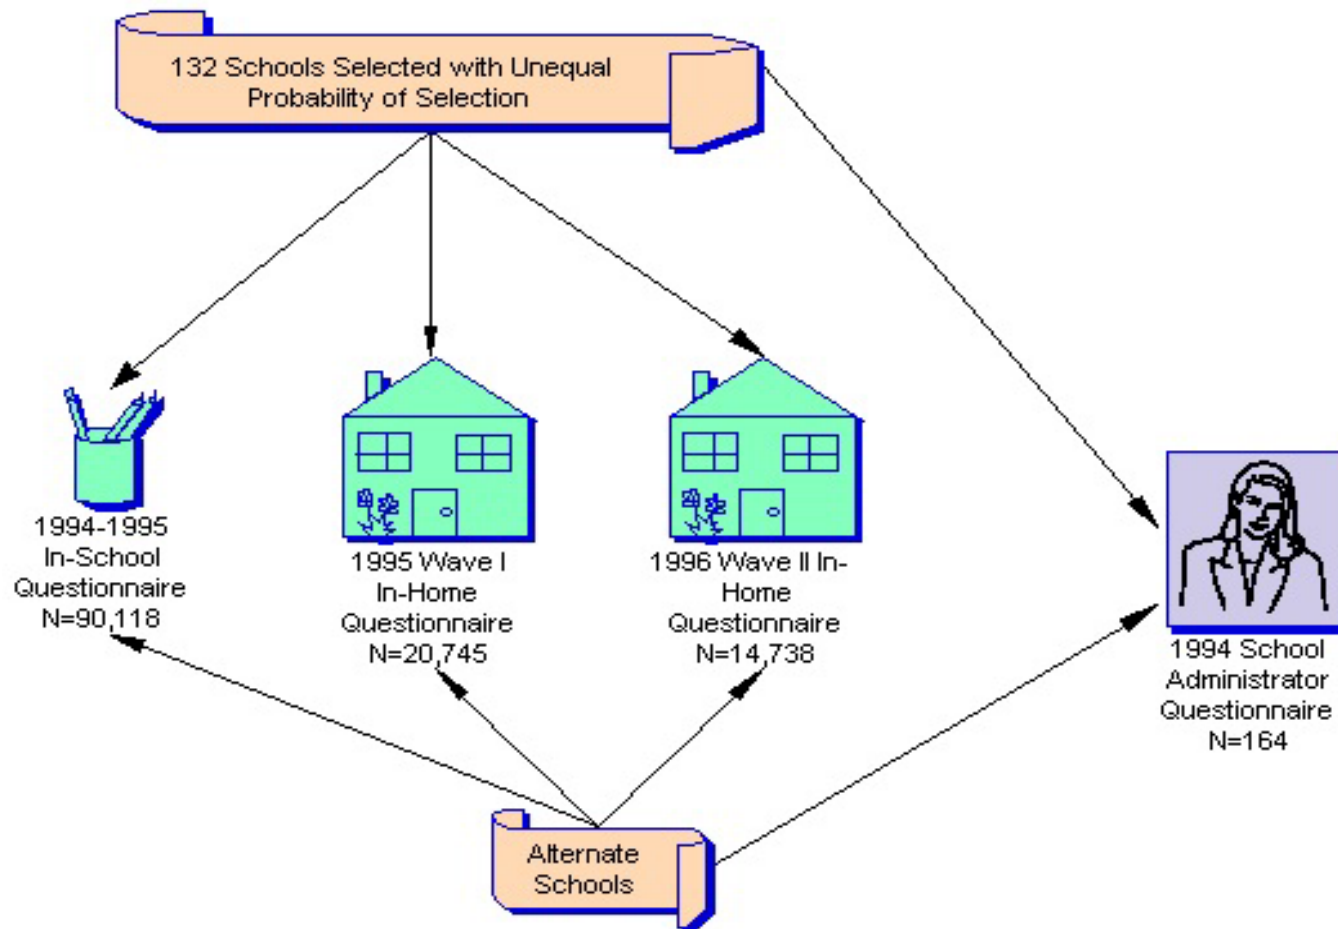 132 Schools Selected with Unequal
Probability of Selection
1994-1995
In-School
Questionnaire
N=90,118
1995 Wave I
In-Home
Questionnaire
N=20,745
1996 Wave II In-
Home
Questionnaire
N=14,738
1994 School
Administrator
Questionnaire
N=164
Alternate
Schools